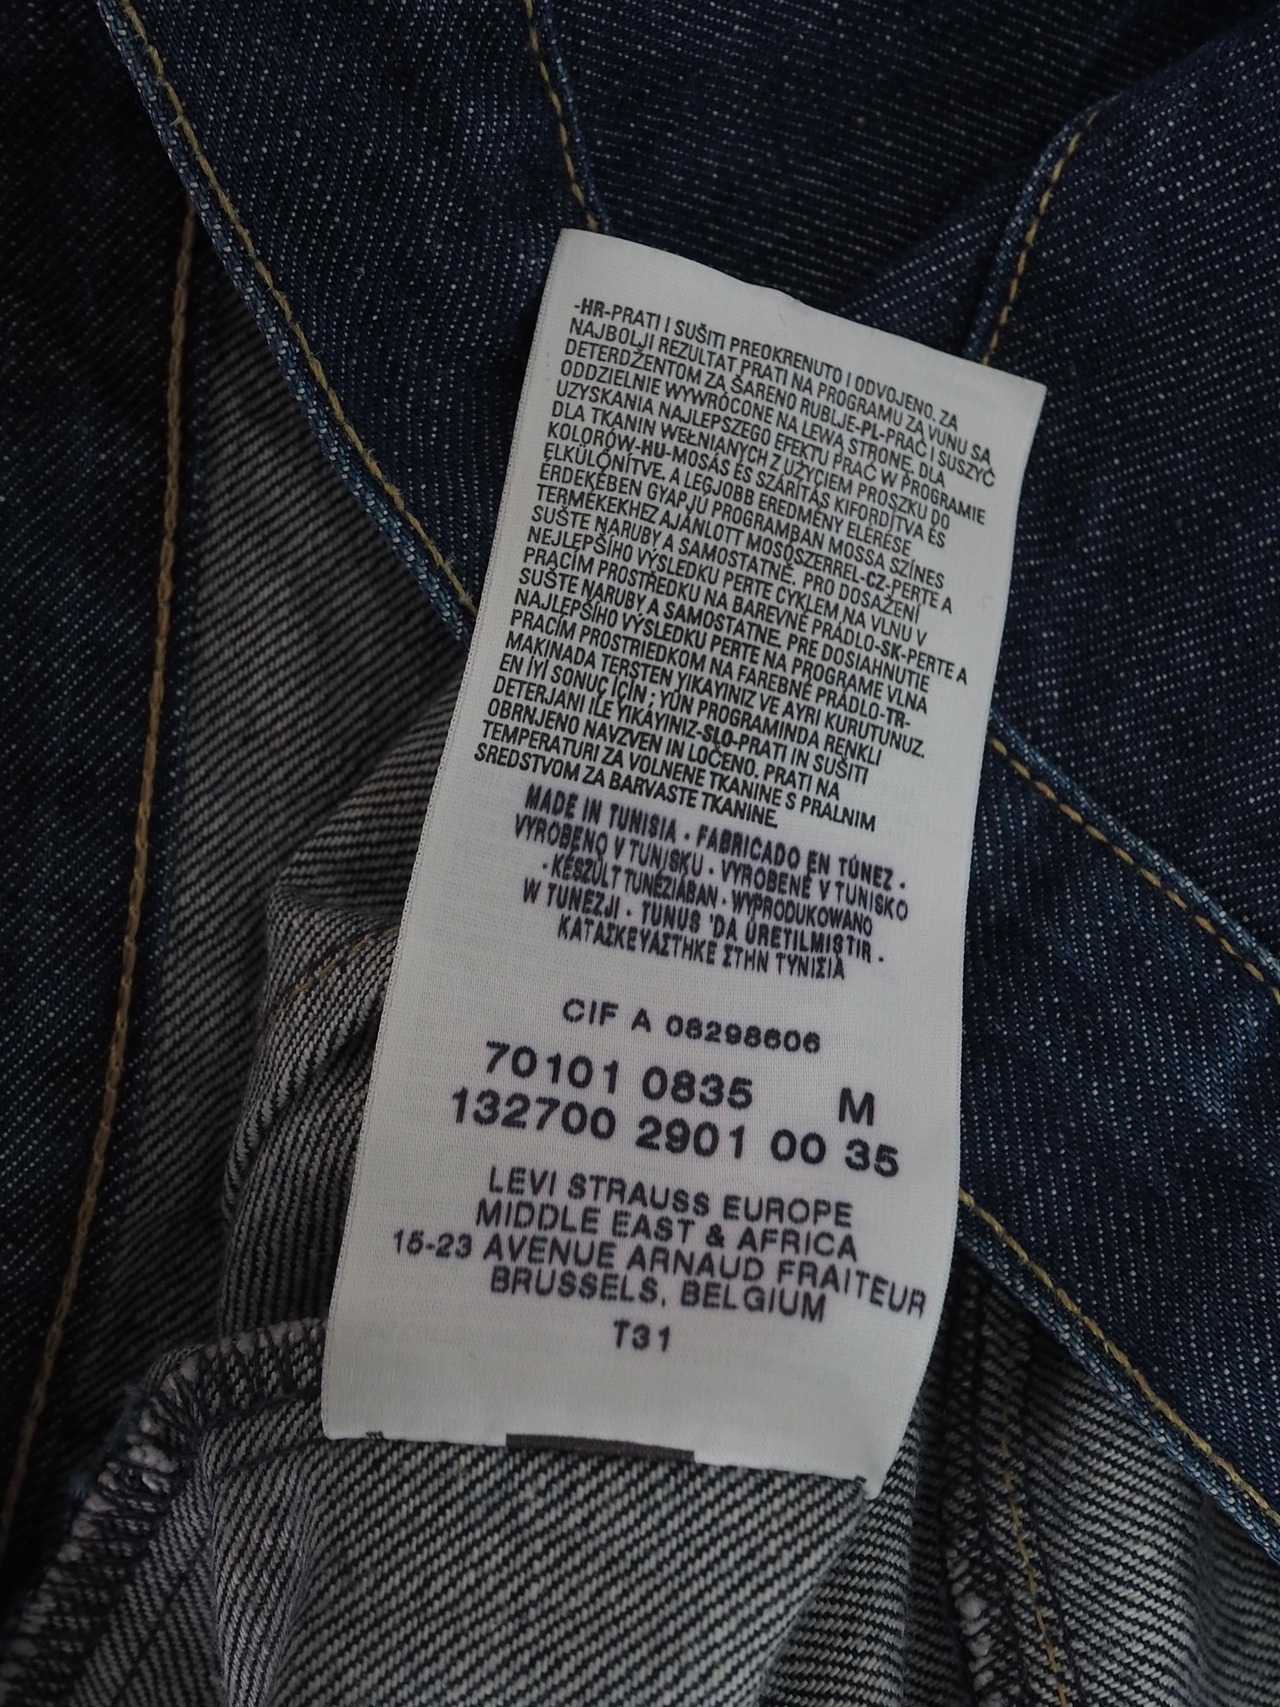 -HR-PRATI I SUŠITI PREOKRENUTO I ODVOJENO. ZA
NAJBOLJI REZULTAT PRATI NA PROGRAMU ZA VUNU SA
DETERDŽENTOM ZA ŠARENO RUBLJE-PL-PRAĆ I SUSZYĆ
ODDZIELNIE WYWRÓCONE NA LEWĄ STRONĘ. DLA
UZYSKANIA NAJLEPSZEGO EFEKTU PRAĆ W PROGRAMIE
DLA TKANIN WEŁNIANYCH Z UŻYCIEM PROSZKU DO
KOLORÓW-HU-MOSÁS ÉS SZÁRÍTÁS KIFORDÍTVA ÉS
ELKÜLÖNÍTVE. A LEGJOBB EREDMÉNY ELÉRÉSE
ÉRDEKÉBEN GYAPJÚ PROGRAMBAN MOSSA SZÍNES
TERMÉKEKHEZ AJÁNLOTT MOSÓSZERREL-CZ-PERTE A
SUŠTE NARUBY A SAMOSTATNĚ. PRO DOSAŽENÍ
NEJLEPŠÍHO VÝSLEDKU PERTE CYKLEM NA VLNU V
PRACÍM PROSTŘEDKU NA BAREVNÉ PRÁDLO-SK-PERTE A
SUŠTE NARUBY A SAMOSTATNE. PRE DOSIAHNUTIE
NAJLEPŠÍHO VÝSLEDKU PERTE NA PROGRAME VLNA
PRACÍM PROSTRIEDKOM NA FAREBNÉ PRÁDLO-TR-
MAKINADA TERSTEN YIKAYINIZ VE AYRI KURUTUNUZ.
EN İYİ SONUÇ İÇİN ; YÜN PROGRAMINDA RENKLI
DETERJANI ILE YIKAYINIZ-SLO-PRATI IN SUŠITI
OBRNJENO NAVZVEN IN LOČENO. PRATI NA
TEMPERATURI ZA VOLNENE TKANINE S PRALNIM
SREDSTVOM ZA BARVASTE TKANINE.
MADE IN TUNISIA · FABRICADO EN TÚNEZ ·
VYROBENO V TUNISKU · VYROBENÉ V TUNISKO
· KÉSZÜLT TUNÉZIÁBAN · WYPRODUKOWANO
W TUNEZJI · TUNUS 'DA ÜRETILMISTIR ·
ΚΑΤΑΣΚΕΥΑΣΤΗΚΕ ΣΤΗΝ ΤΥΝΙΣΙΑ
CIF A 08298606
70101 0835 M
132700 2901 00 35
LEVI STRAUSS EUROPE
MIDDLE EAST & AFRICA
15-23 AVENUE ARNAUD FRAITEUR
BRUSSELS, BELGIUM
T31